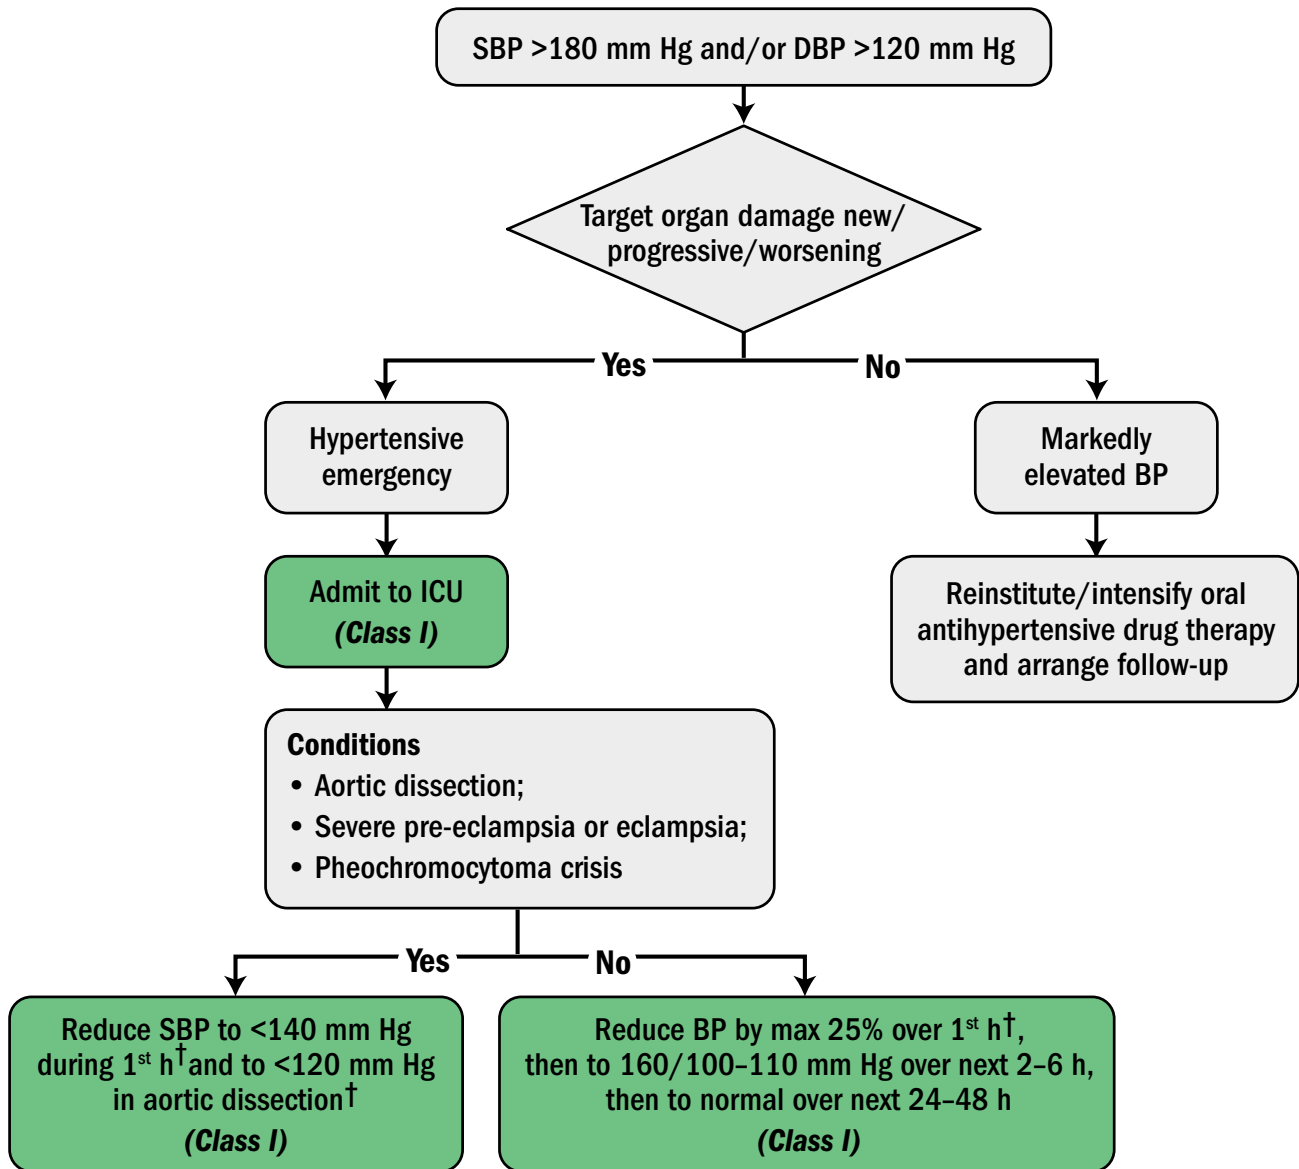 SBP >180 mm Hg and/or DBP >120 mm Hg
Target organ damage new/
progressive/worsening
Yes
No
Hypertensive
emergency
Markedly
elevated BP
Admit to ICU
(Class I)
Reinstitute/intensify oral
antihypertensive drug therapy
and arrange follow-up
Conditions
• Aortic dissection;
• Severe pre-eclampsia or eclampsia;
• Pheochromocytoma crisis
Yes
No
Reduce SBP to <140 mm Hg
during 1st h† and to <120 mm Hg
in aortic dissection†
(Class I)
Reduce BP by max 25% over 1st h†,
then to 160/100–110 mm Hg over next 2–6 h,
then to normal over next 24–48 h
(Class I)